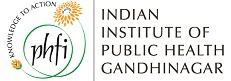 KNOWLEDGE TO ACTION
phfi
INDIAN
INSTITUTE OF
PUBLIC HEALTH
GANDHINAGAR